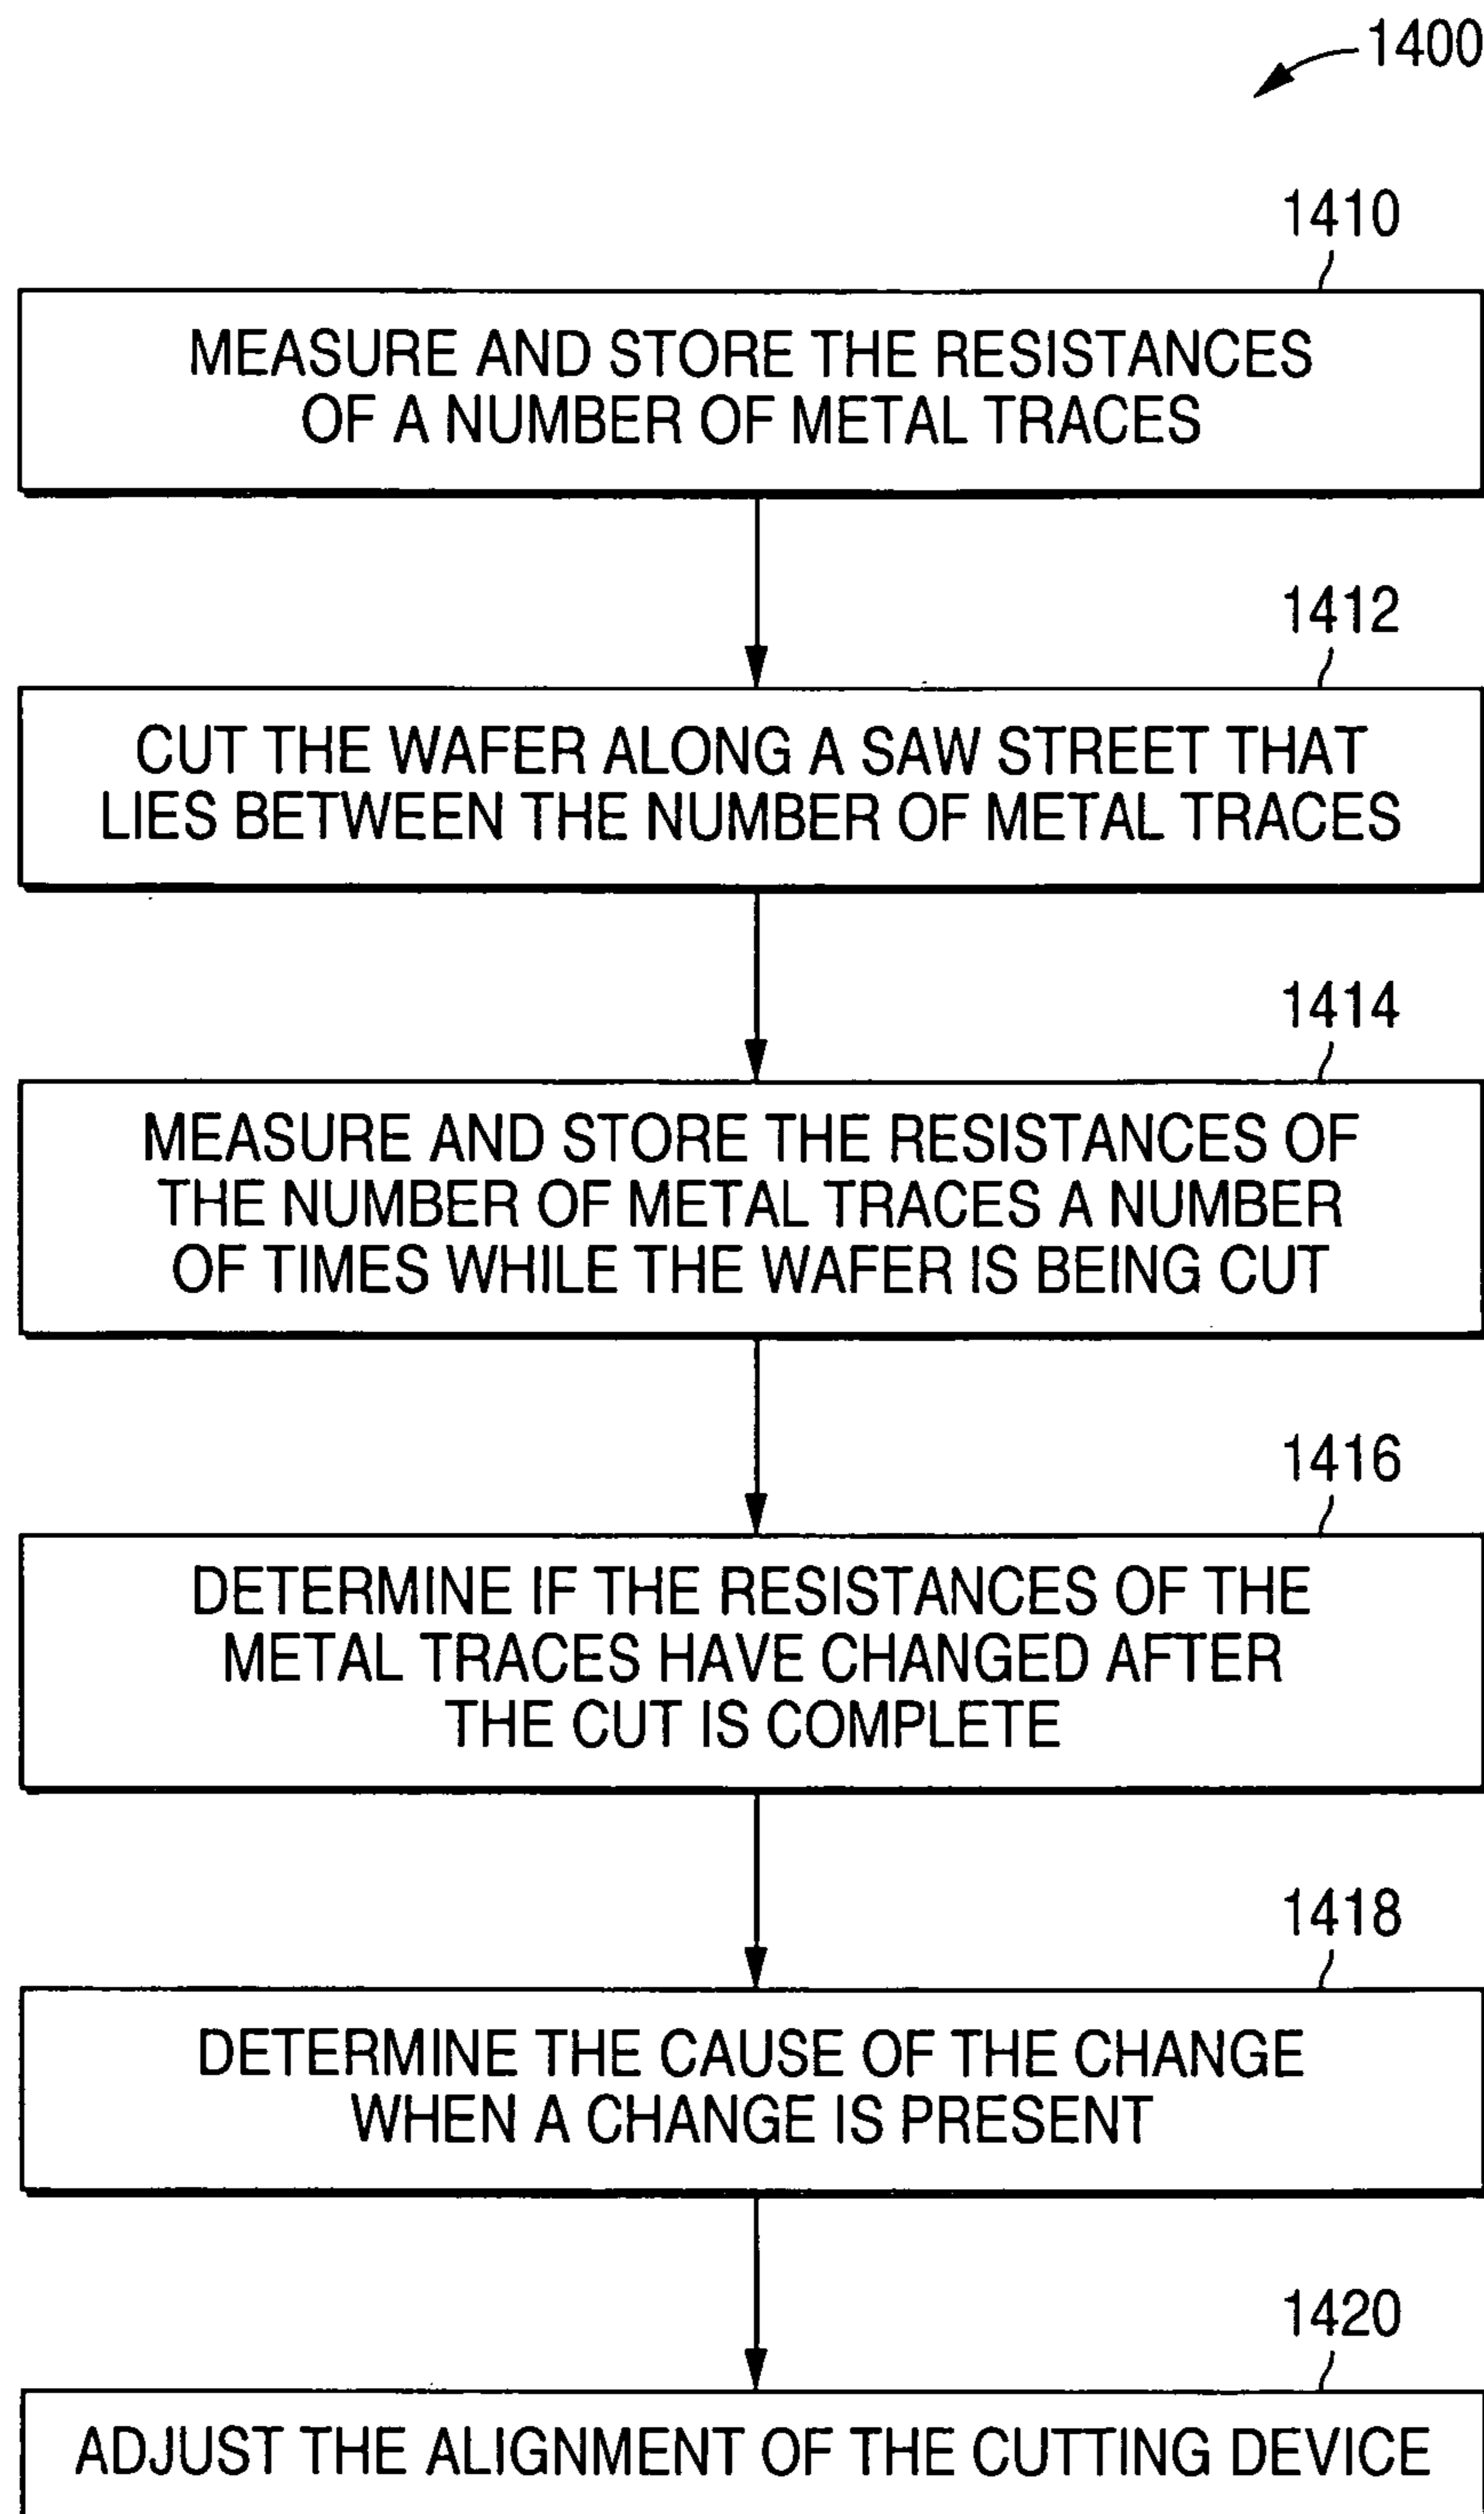 1400
1410
MEASURE AND STORE THE RESISTANCES
OF A NUMBER OF METAL TRACES
1412
CUT THE WAFER ALONG A SAW STREET THAT
LIES BETWEEN THE NUMBER OF METAL TRACES
1414
MEASURE AND STORE THE RESISTANCES OF
THE NUMBER OF METAL TRACES A NUMBER
OF TIMES WHILE THE WAFER IS BEING CUT
1416
DETERMINE IF THE RESISTANCES OF THE
METAL TRACES HAVE CHANGED AFTER
THE CUT IS COMPLETE
1418
DETERMINE THE CAUSE OF THE CHANGE
WHEN A CHANGE IS PRESENT
1420
ADJUST THE ALIGNMENT OF THE CUTTING DEVICE